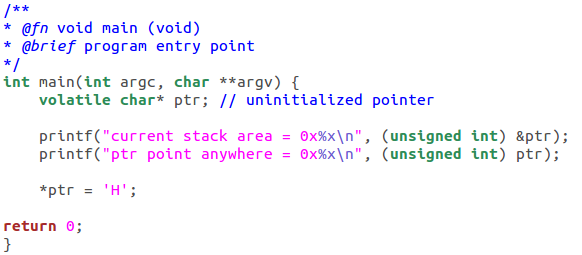 /**
* @fn void main (void)
* @brief program entry point
*/
int main(int argc, char **argv) {
    volatile char* ptr; // uninitialized pointer

    printf("current stack area = 0x%x\n", (unsigned int) &ptr);
    printf("ptr point anywhere = 0x%x\n", (unsigned int) ptr);

    *ptr = 'H';

return 0;
}